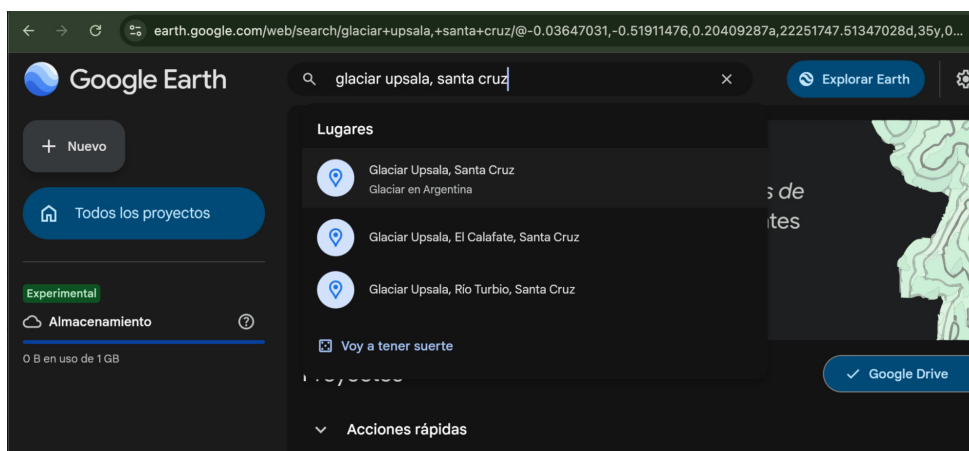 earth.google.com/web/search/glaciar+upsala,+santa+cruz/@-0.03647031,-0.51911476,0.20409287a,22251747.51347028d,35y,0...
Google Earth
glaciar upsala, santa cruz
Explorar Earth
Nuevo
Todos los proyectos
Experimental
Almacenamiento
0 B en uso de 1 GB
Lugares
Glaciar Upsala, Santa Cruz
Glaciar en Argentina
Glaciar Upsala, El Calafate, Santa Cruz
Glaciar Upsala, Río Turbio, Santa Cruz
Voy a tener suerte
de
Google Drive
Acciones rápidas